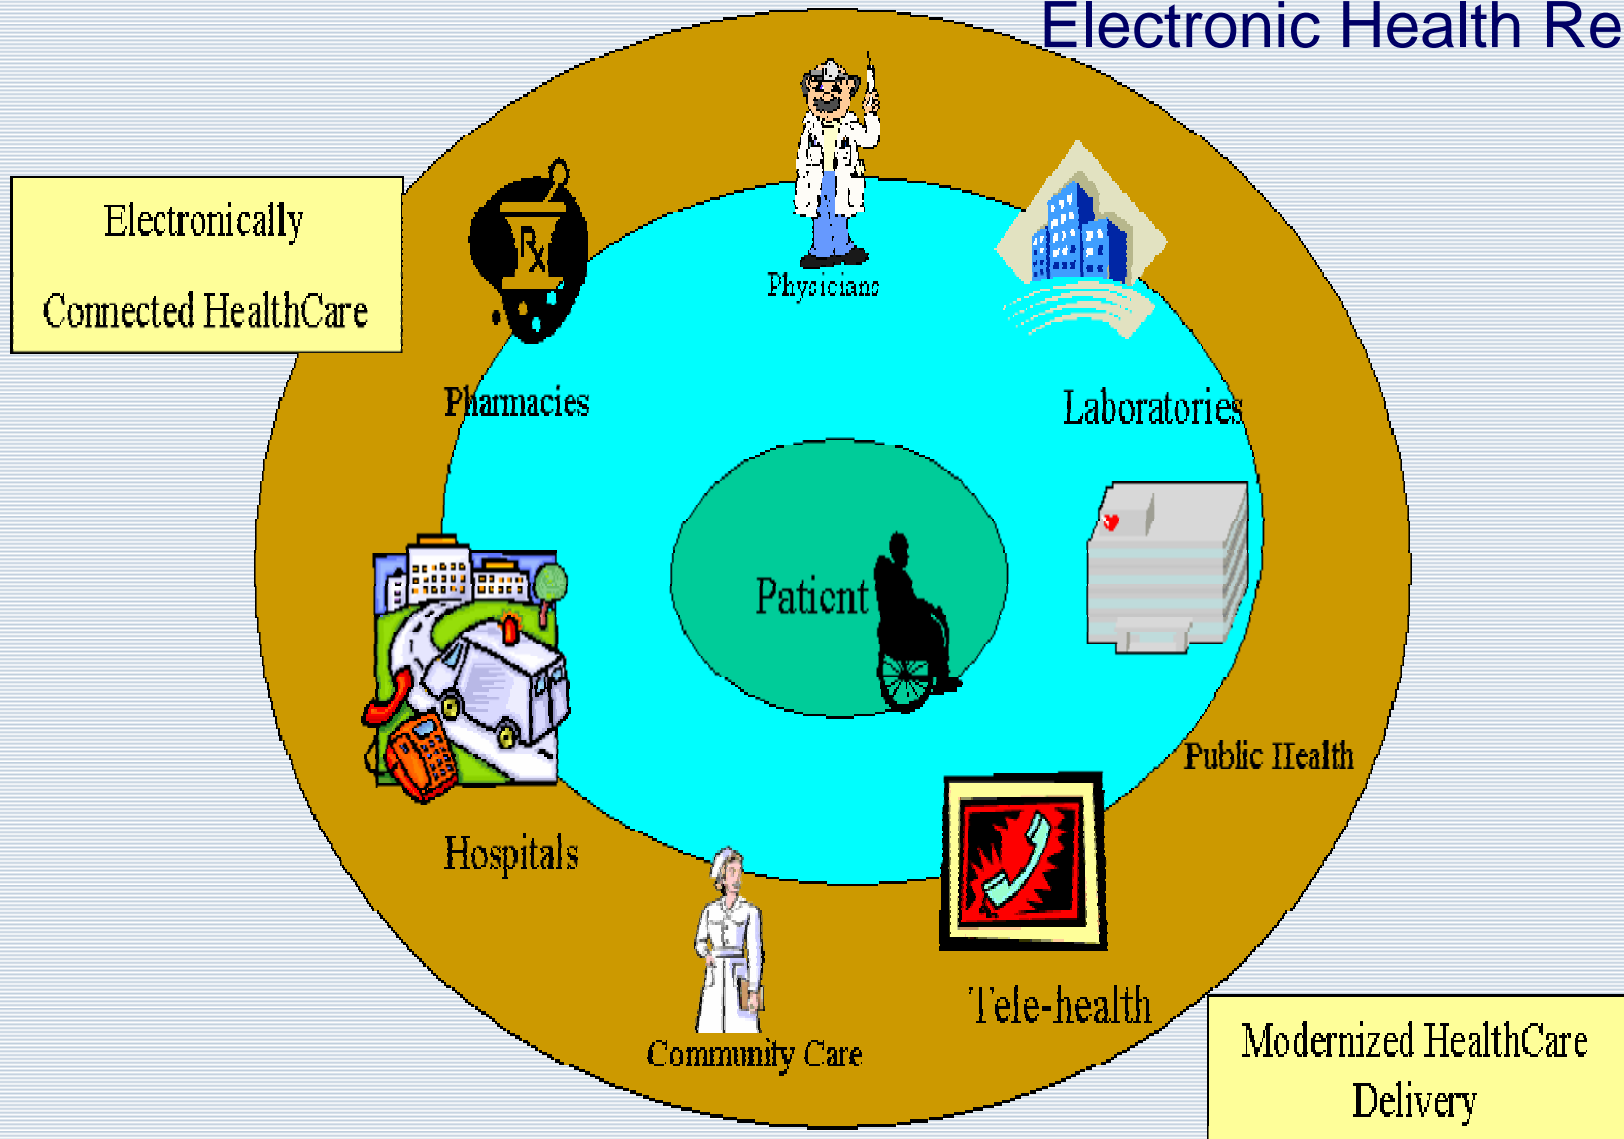 Electronic Health Re
Electronically
Connected HealthCare
Rx
Physicians
Pharmacies
Laboratories
Patient
Public Health
Hospitals
Tele-health
Community Care
Modernized HealthCare
Delivery